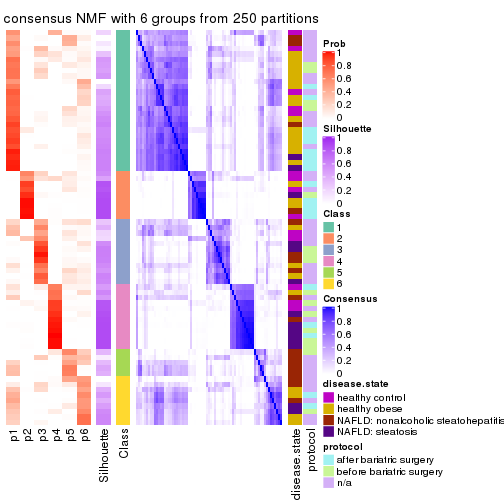 consensus NMF with 6 groups from 250 partitions
Prob
0.8
0.6
0.4
0.2
0
Silhouette
1
0.8
0.6
0.4
0.2
0
Class
1
2
3
4
5
6
Consensus
1
0.8
0.6
0.4
0.2
0
disease.state
healthy control
healthy obese
NAFLD: nonalcoholic steatohepatitis
NAFLD: steatosis
protocol
after bariatric surgery
before bariatric surgery
n/a
p1
p2
p3
p4
p5
p6
Silhouette
Class
disease.state
protocol